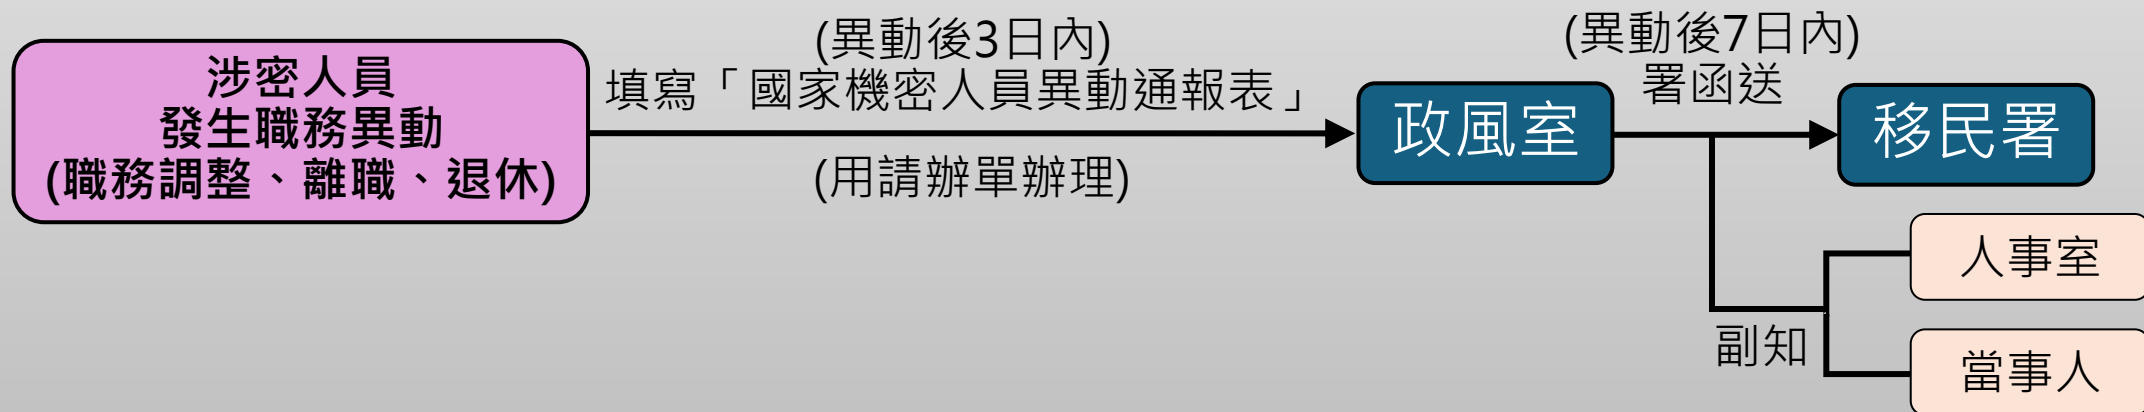 涉密人員
發生職務異動
(職務調整、離職、退休)
(異動後3日內)
填寫「國家機密人員異動通報表」
(用請辦單辦理)
政風室
(異動後7日內)
署函送
移民署
人事室
副知
當事人